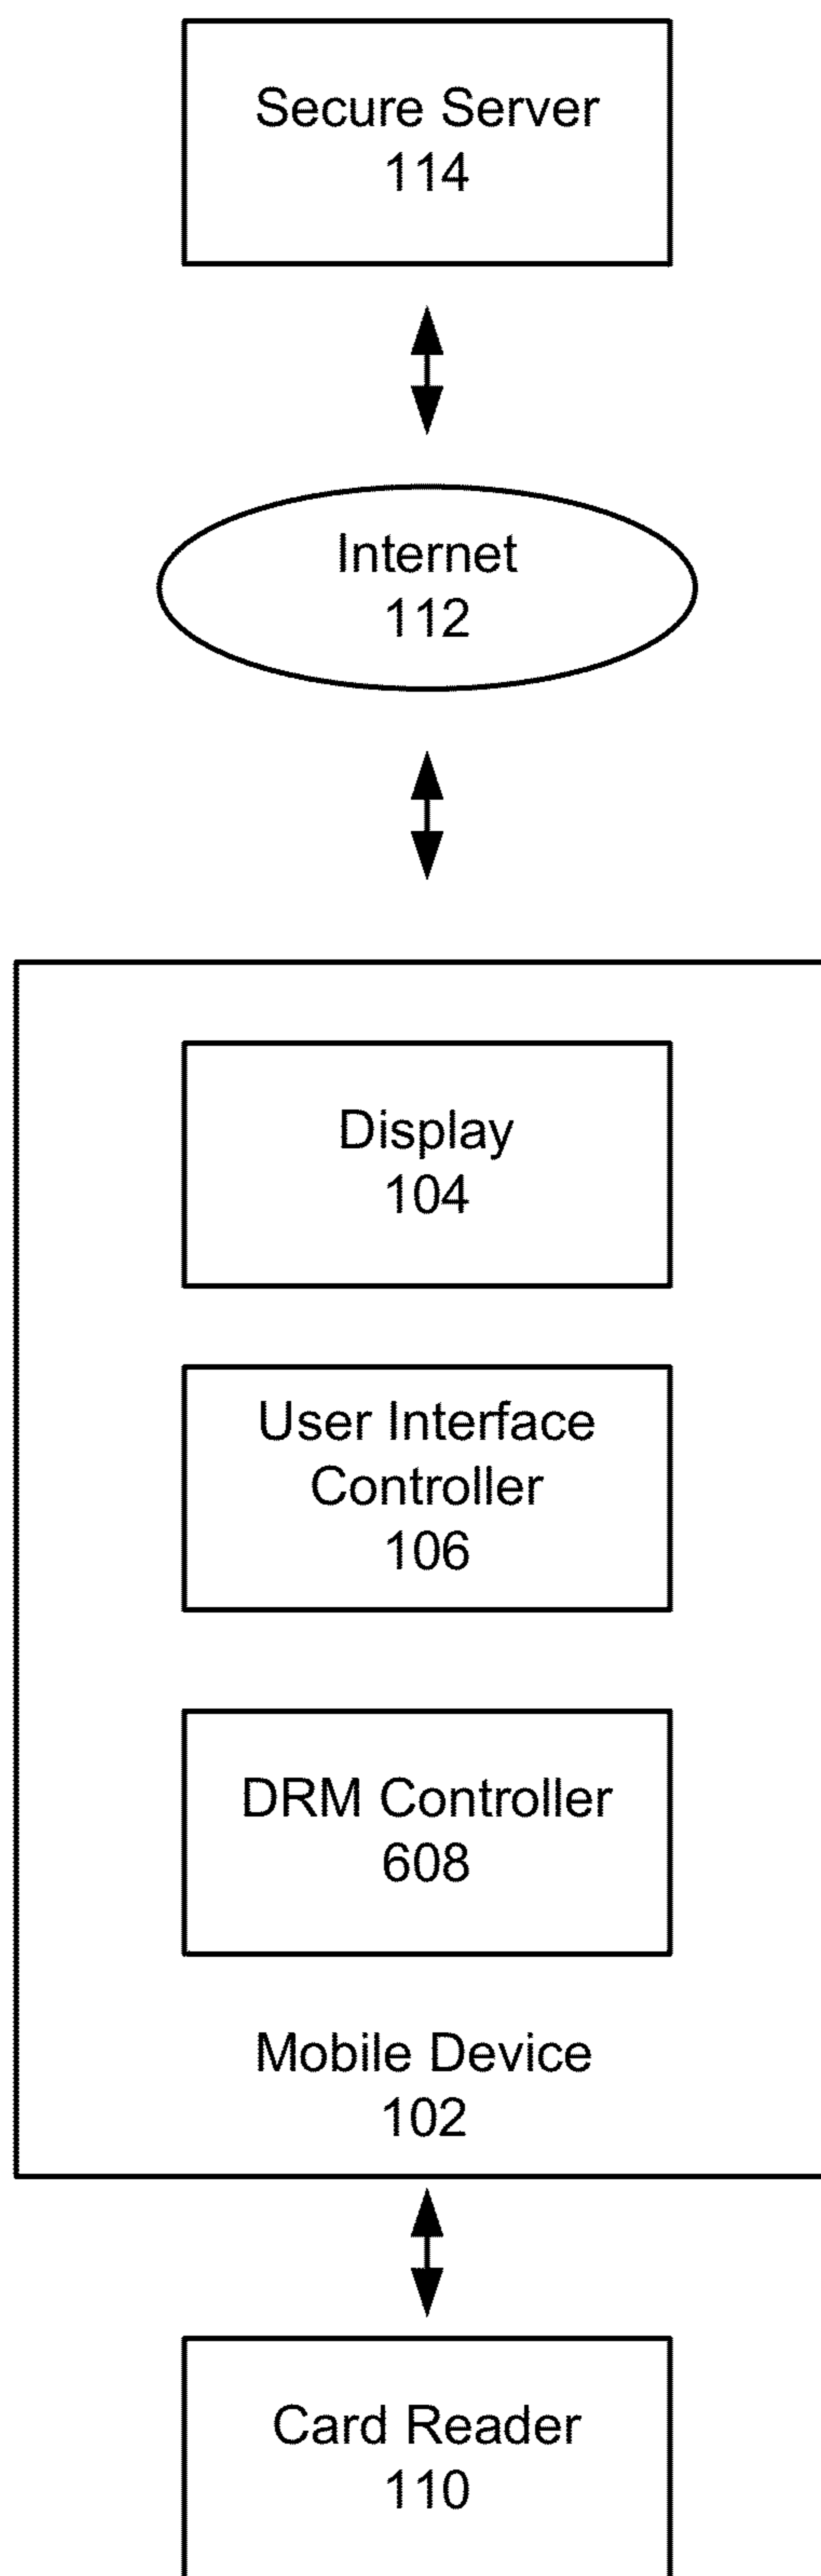 Secure Server
114
Internet
112
Display
104
User Interface
Controller
106
DRM Controller
608
Mobile Device
102
Card Reader
110